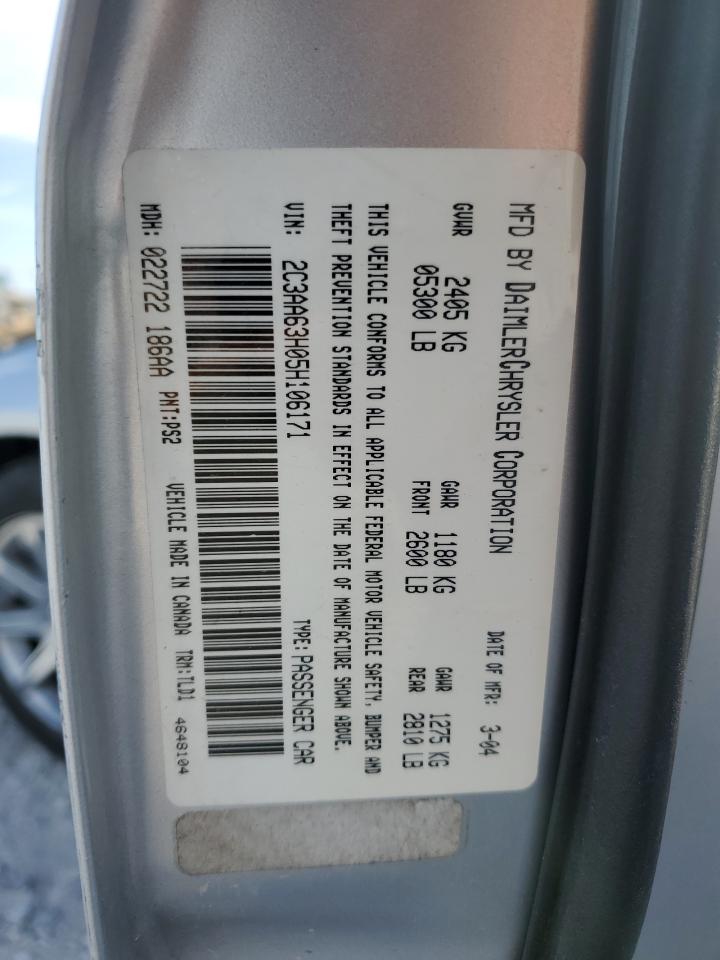 MFD BY DAIMLERCHRYSLER CORPORATION DATE OF MFR: 3-04
GVWR 2405 KG GAWR 1180 KG GAWR 1275 KG
05300 LB FRONT 2600 LB REAR 2810 LB
THIS VEHICLE CONFORMS TO ALL APPLICABLE FEDERAL MOTOR VEHICLE SAFETY, BUMPER AND
THEFT PREVENTION STANDARDS IN EFFECT ON THE DATE OF MANUFACTURE SHOWN ABOVE.
VIN: 2C3AA63H05H106171 TYPE: PASSENGER CAR
MDH: 022722 186AA PNT:PS2 VEHICLE MADE IN CANADA TRM:TLD1 4648104